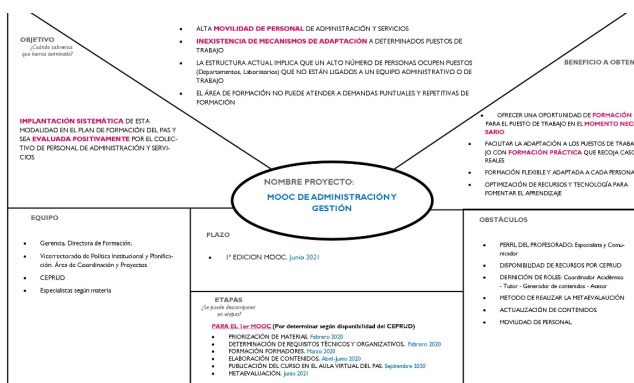 OBJETIVO
¿Cuándo sabremos
que hemos terminado?
IMPLANTACIÓN SISTEMÁTICA DE ESTA
MODALIDAD EN EL PLAN DE FORMACIÓN DEL PAS Y
SEA EVALUADA POSITIVAMENTE POR EL COLEC-
TIVO DE PERSONAL DE ADMINISTRACIÓN Y SERVI-
CIOS
• ALTA MOVILIDAD DE PERSONAL DE ADMINISTRACIÓN Y SERVICIOS
• INEXISTENCIA DE MECANISMOS DE ADAPTACIÓN A DETERMINADOS PUESTOS DE
TRABAJO
• LA ESTRUCTURA ACTUAL IMPLICA QUE UN ALTO NÚMERO DE PERSONAS OCUPEN PUESTOS
(Departamentos, Laboratorios) QUE NO ESTÁN LIGADOS A UN EQUIPO ADMINISTRATIVO O DE
TRABAJO
• EL ÁREA DE FORMACIÓN NO PUEDE ATENDER A DEMANDAS PUNTUALES Y REPETITIVAS DE
FORMACIÓN
BENEFICIO A OBTEN
• OFRECER UNA OPORTUNIDAD DE FORMACIÓN
PARA EL PUESTO DE TRABAJO EN EL MOMENTO NECE
SARIO
• FACILITAR LA ADAPTACIÓN A LOS PUESTOS DE TRABA
JO CON FORMACIÓN PRÁCTICA QUE RECOJA CASO
REALES
• FORMACIÓN FLEXIBLE Y ADAPTADA A CADA PERSONA
• OPTIMIZACIÓN DE RECURSOS Y TECNOLOGÍA PARA
FOMENTAR EL APRENDIZAJE
NOMBRE PROYECTO:
MOOC DE ADMINISTRACIÓN Y
GESTIÓN
EQUIPO
• Gerencia. Directora de Formación.
• Vicerrectorado de Política Institucional y Planifica-
ción. Área de Coordinación y Proyectos
• CEPRUD
• Especialistas según materia
PLAZO
• 1ª EDICION MOOC. Junio 2021
ETAPAS
¿Se puede descomponer
en etapas?
PARA EL 1er MOOC (Por determinar según disponibilidad del CEPRUD)
• PRIORIZACIÓN DE MATERIAS. Febrero 2020
• DETERMINACIÓN DE REQUISITOS TÉCNICOS Y ORGANIZATIVOS. Febrero 2020
• FORMACIÓN FORMADORES. Marzo 2020
• ELABORACIÓN DE CONTENIDOS. Abril-Junio 2020
• PUBLICACIÓN DEL CURSO EN EL AULA VIRTUAL DEL PAS. Septiembre 2020
• METAEVALUACIÓN. Junio 2021
OBSTÁCULOS
• PERFIL DEL PROFESORADO: Especialista y Comu-
nicador
• DISPONIBILIDAD DE RECURSOS POR CEPRUD
• DEFINICIÓN DE ROLES: Coordinador Académico
- Tutor - Generador de contenidos - Asesor
• METODO DE REALIZAR LA METAEVALAUCIÓN
• ACTUALIZACIÓN DE CONTENIDOS
• MOVILIDAD DE PERSONAL